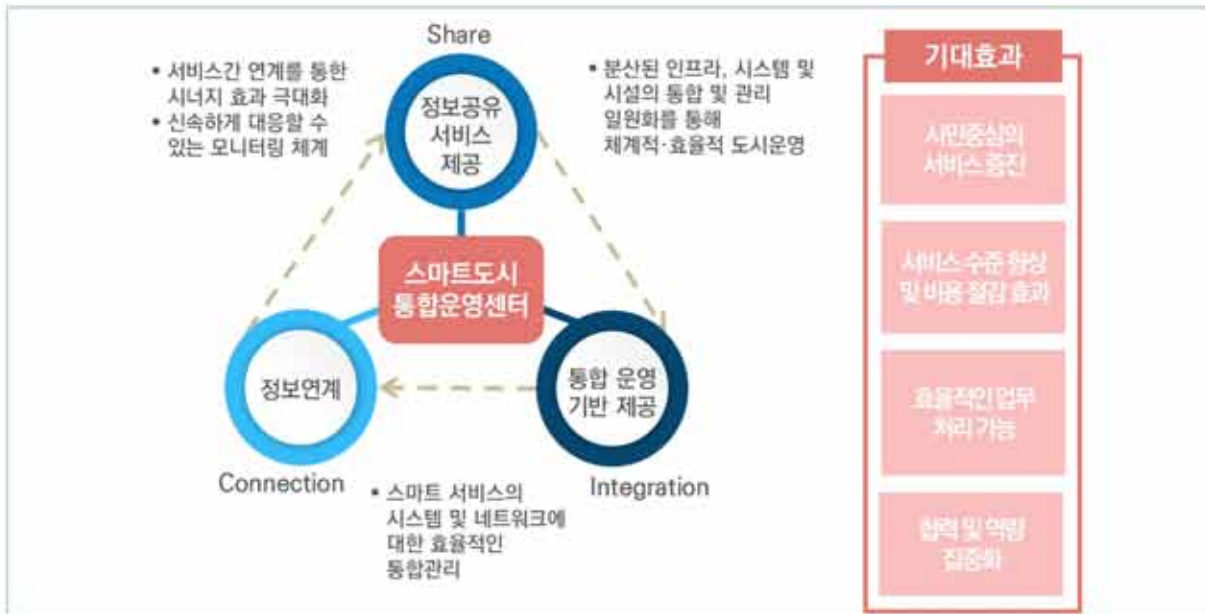 Share
• 서비스간 연계를 통한
시너지 효과 극대화
• 신속하게 대응할 수
있는 모니터링 체계
정보공유
서비스
제공
• 분산된 인프라, 시스템 및
시설의 통합 및 관리
일원화를 통해
체계적·효율적 도시운영
스마트도시
통합운영센터
정보연계
Connection
통합 운영
기반 제공
Integration
• 스마트 서비스의
시스템 및 네트워크에
대한 효율적인
통합관리
기대효과
시민중심의
서비스 증진
서비스 수준 향상
및 비용 절감 효과
효율적인 업무
처리 가능
협력 및 역량
집중화